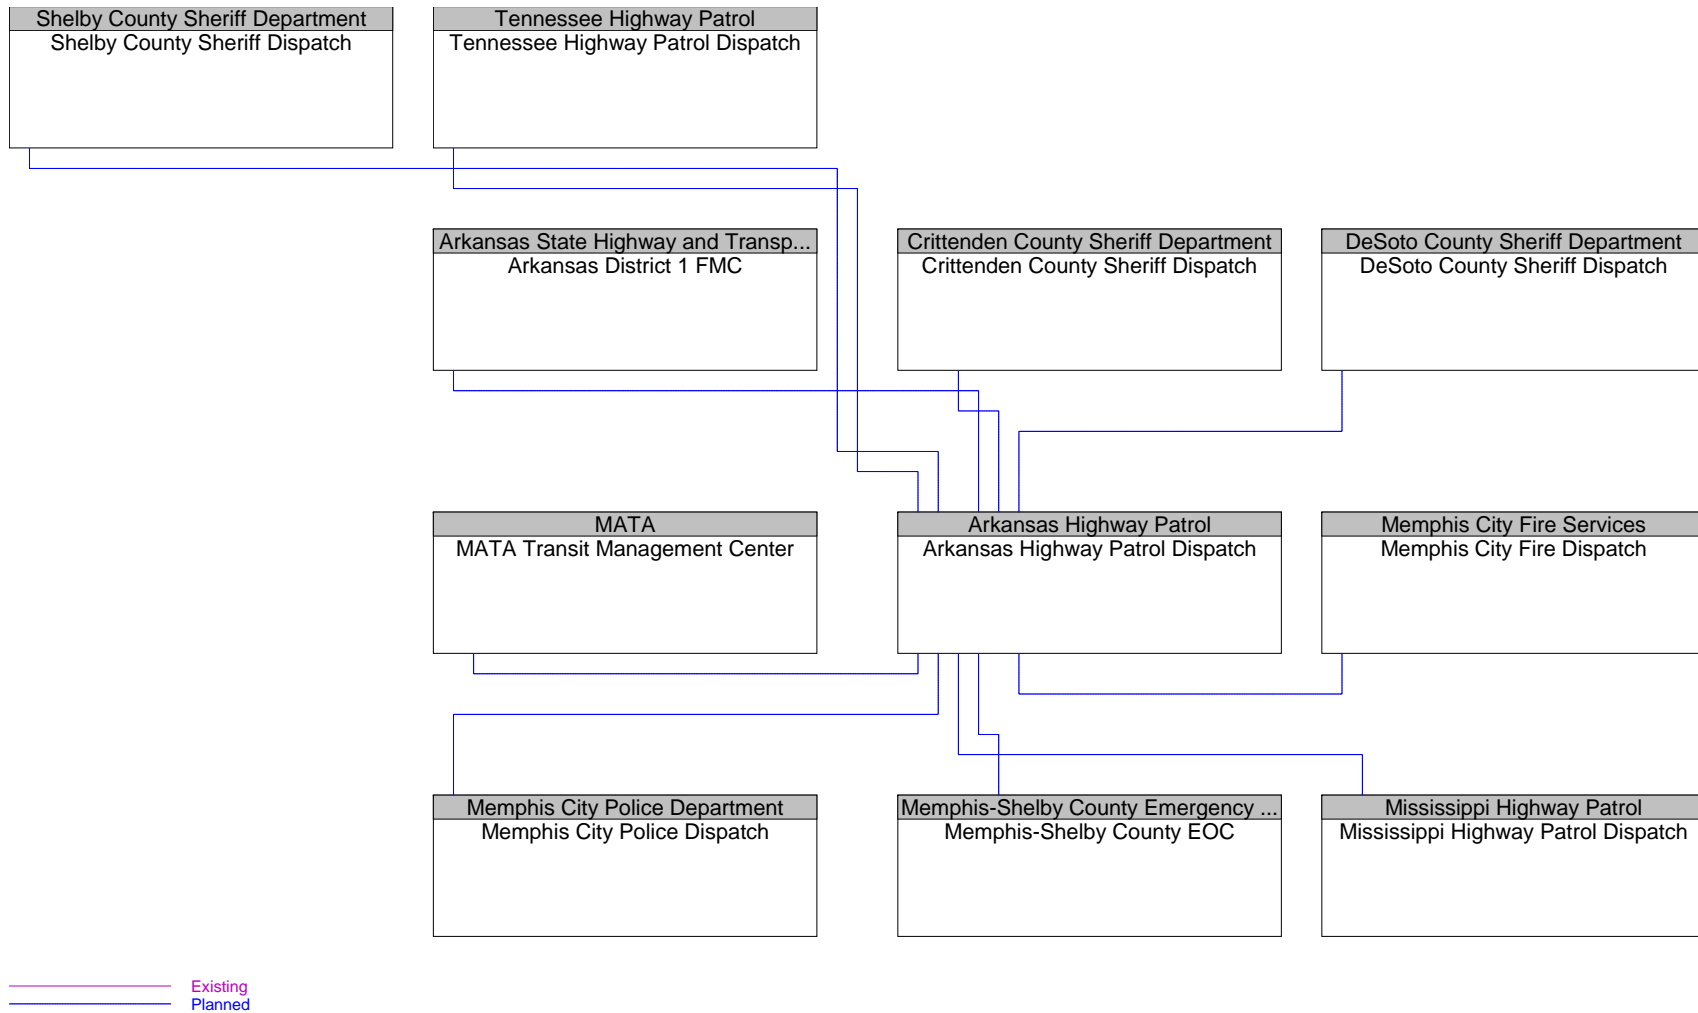 Shelby County Sheriff Department
Shelby County Sheriff Dispatch
Tennessee Highway Patrol
Tennessee Highway Patrol Dispatch
Arkansas State Highway and Transp...
Arkansas District 1 FMC
Crittenden County Sheriff Department
Crittenden County Sheriff Dispatch
DeSoto County Sheriff Department
DeSoto County Sheriff Dispatch
MATA
MATA Transit Management Center
Arkansas Highway Patrol
Arkansas Highway Patrol Dispatch
Memphis City Fire Services
Memphis City Fire Dispatch
Memphis City Police Department
Memphis City Police Dispatch
Memphis-Shelby County Emergency ...
Memphis-Shelby County EOC
Mississippi Highway Patrol
Mississippi Highway Patrol Dispatch
Existing
Planned